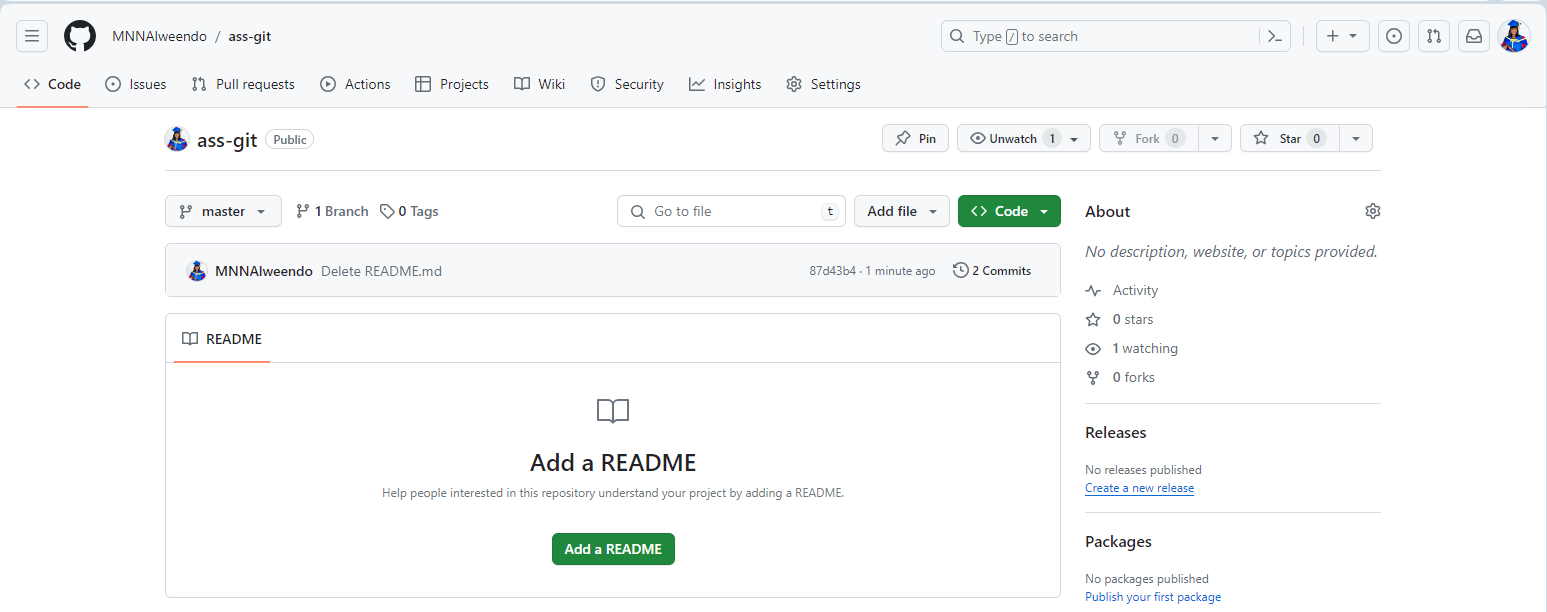 MNNAlweendo / ass-git
Type / to search
Code Issues Pull requests Actions Projects Wiki Security Insights Settings
ass-git Public
Pin Unwatch 1 Fork 0 Star 0
master 1 Branch 0 Tags Go to file t Add file Code
MNNAlweendo Delete README.md 87d43b4 · 1 minute ago 2 Commits
README
Add a README
Help people interested in this repository understand your project by adding a README.
Add a README
About
No description, website, or topics provided.
Activity
0 stars
1 watching
0 forks
Releases
No releases published
Create a new release
Packages
No packages published
Publish your first package